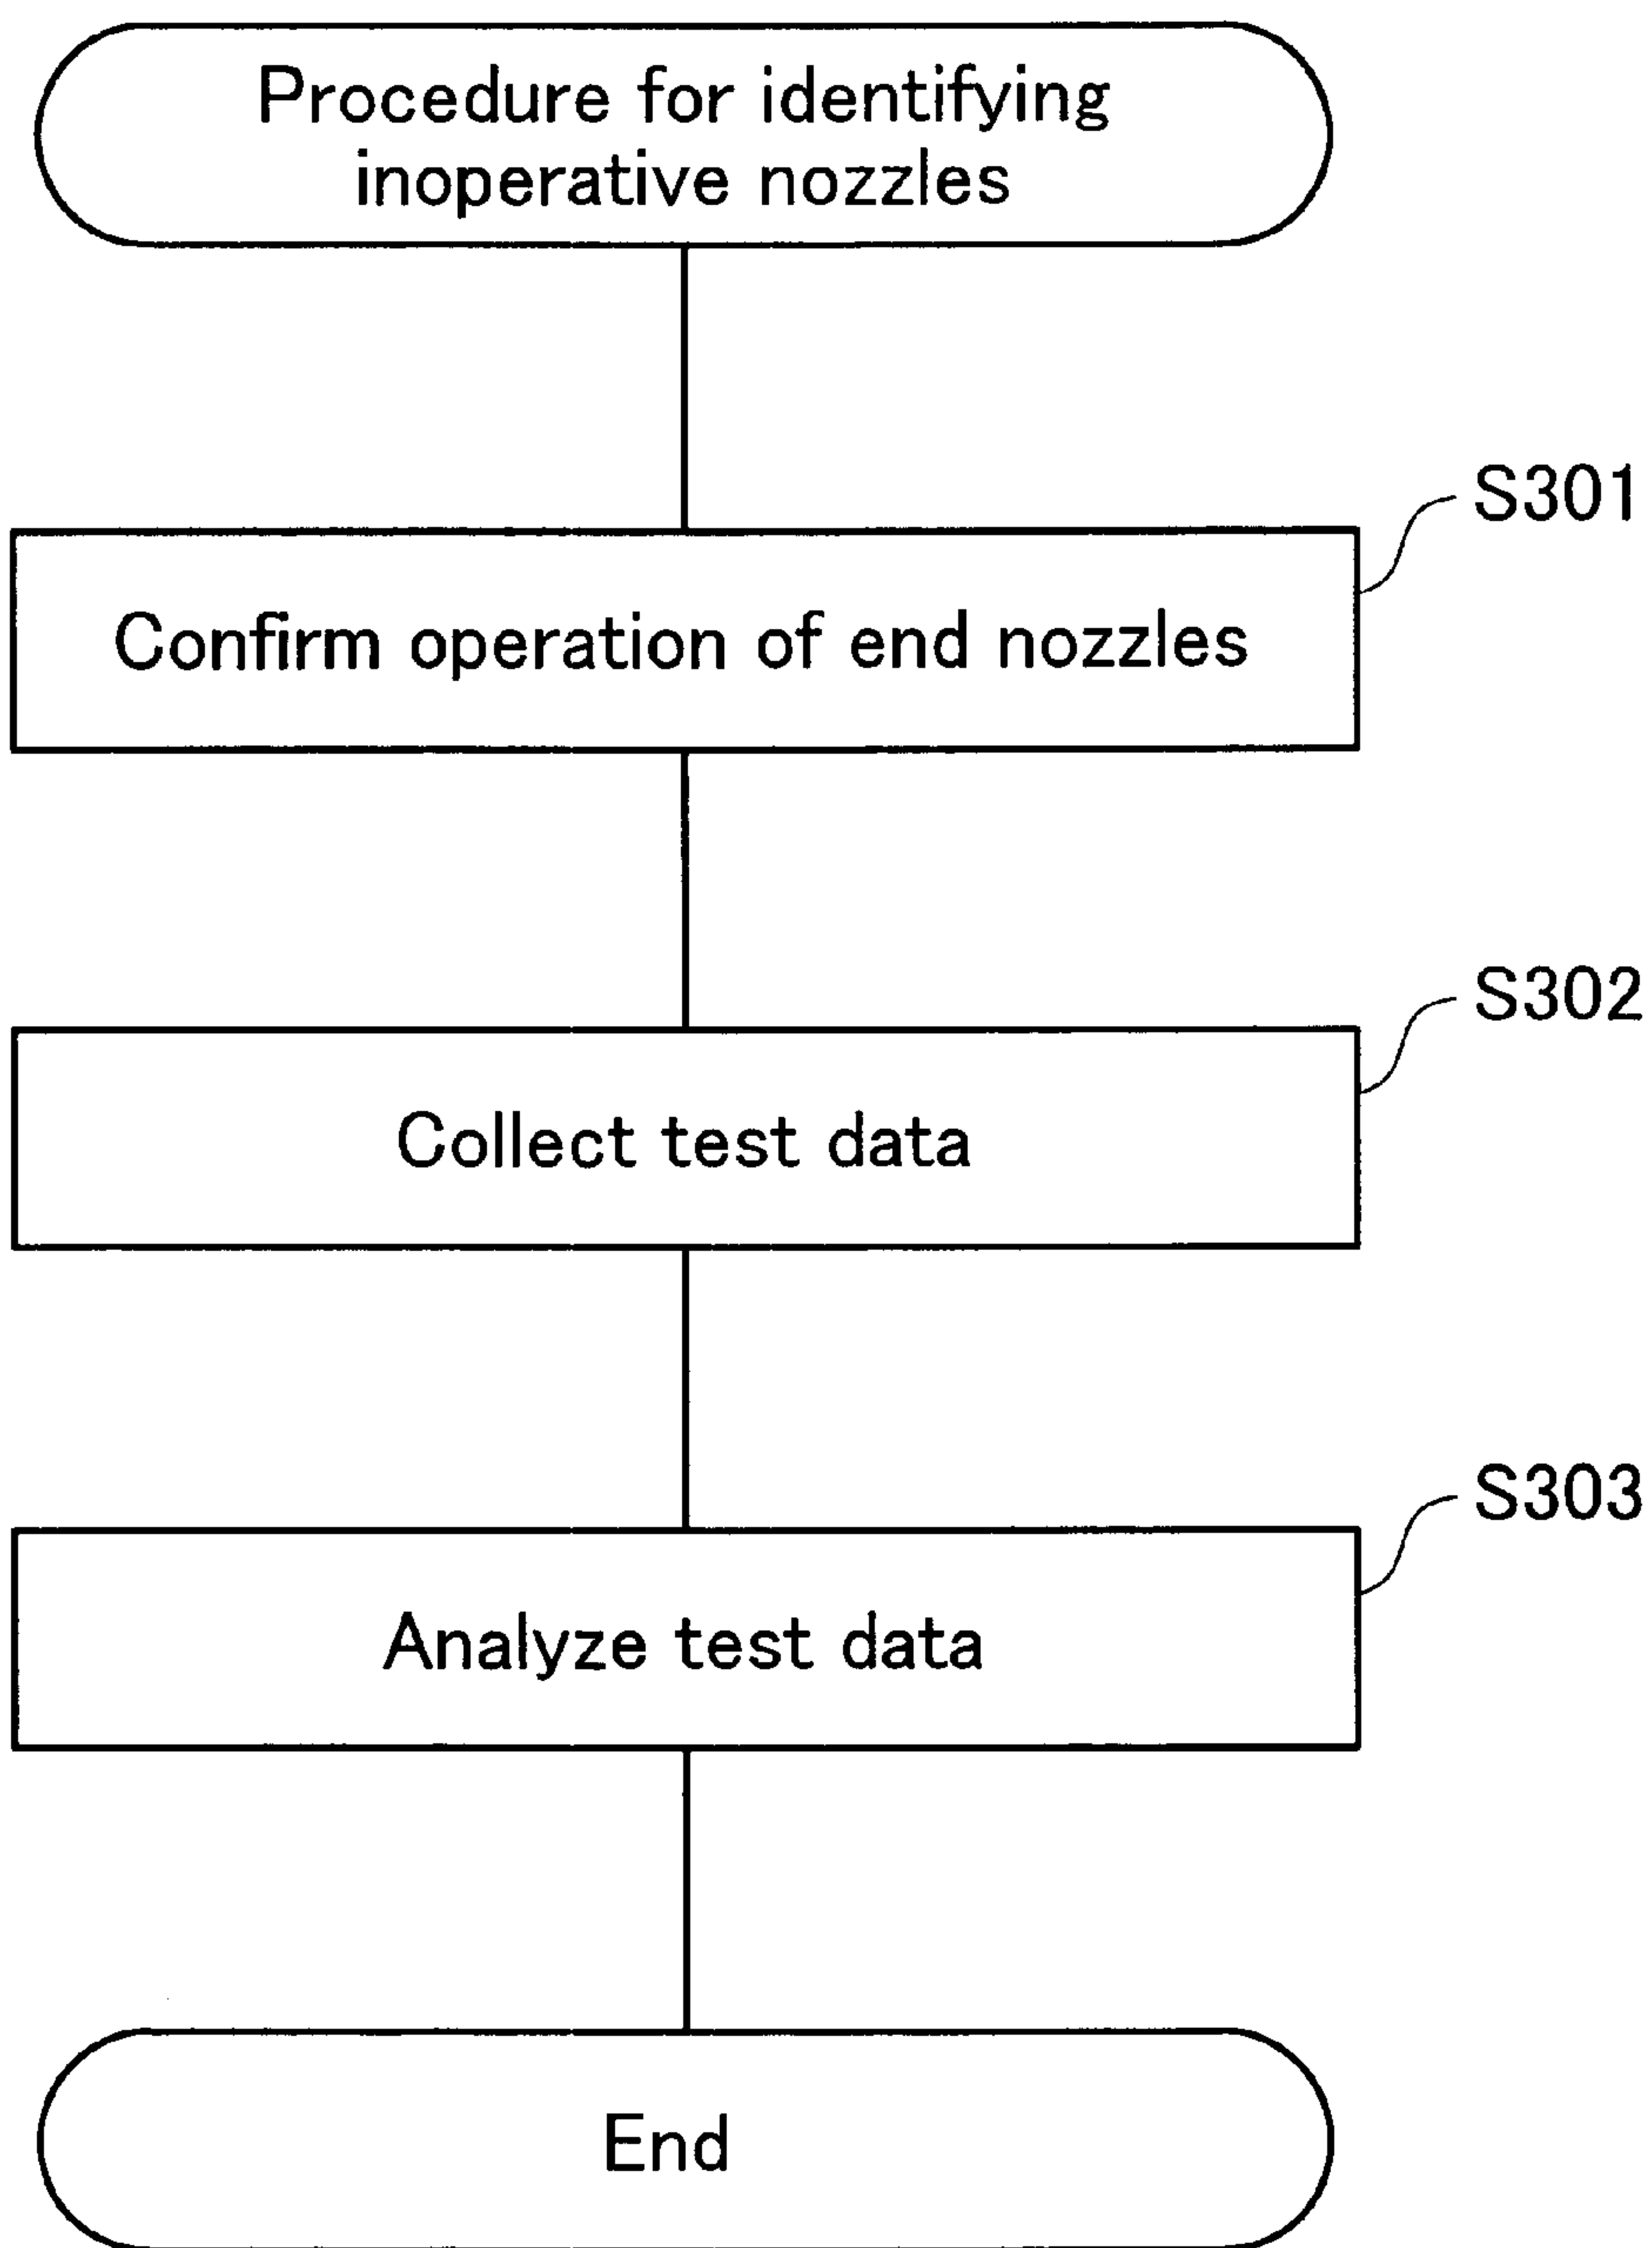 Procedure for identifying
inoperative nozzles
S301
Confirm operation of end nozzles
S302
Collect test data
S303
Analyze test data
End